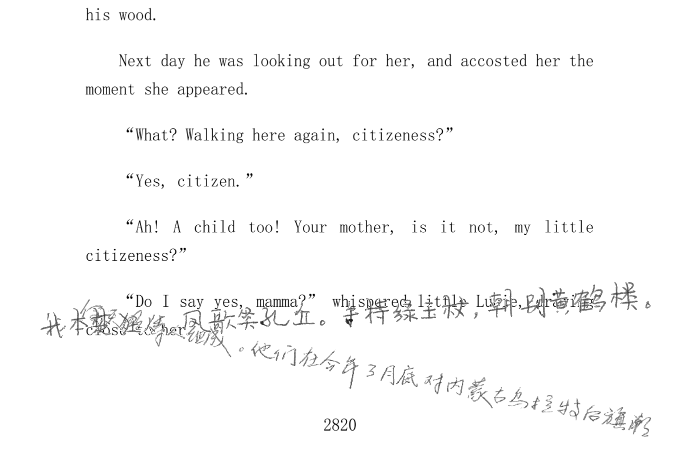 his wood.
Next day he was looking out for her, and accosted her the
moment she appeared.
“What? Walking here again, citizeness?”
“Yes, citizen.”
“Ah! A child too! Your mother, is it not, my little
citizeness?”
“Do I say yes, mamma?” whispered little Lucie, drawing
close to her
我本楚狂人,凤歌笑孔丘。手持绿玉杖,朝别黄鹤楼。
组成。他们在今年3月底对内蒙古乌拉特后旗潮
2820